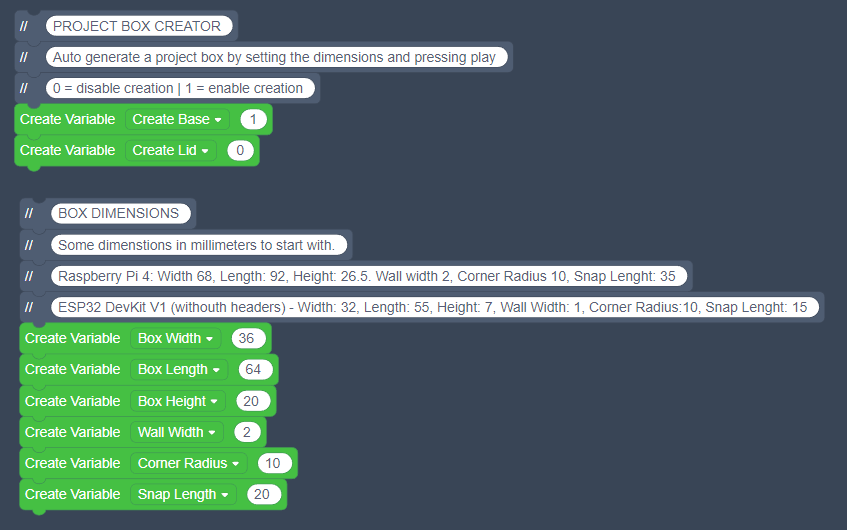 // PROJECT BOX CREATOR
// Auto generate a project box by setting the dimensions and pressing play
// 0 = disable creation | 1 = enable creation
Create Variable Create Base 1
Create Variable Create Lid 0
// BOX DIMENSIONS
// Some dimenstions in millimeters to start with.
// Raspberry Pi 4: Width 68, Length: 92, Height: 26.5. Wall width 2, Corner Radius 10, Snap Lenght: 35
// ESP32 DevKit V1 (withouth headers) - Width: 32, Length: 55, Height: 7, Wall Width: 1, Corner Radius:10, Snap Lenght: 15
Create Variable Box Width 36
Create Variable Box Length 64
Create Variable Box Height 20
Create Variable Wall Width 2
Create Variable Corner Radius 10
Create Variable Snap Length 20